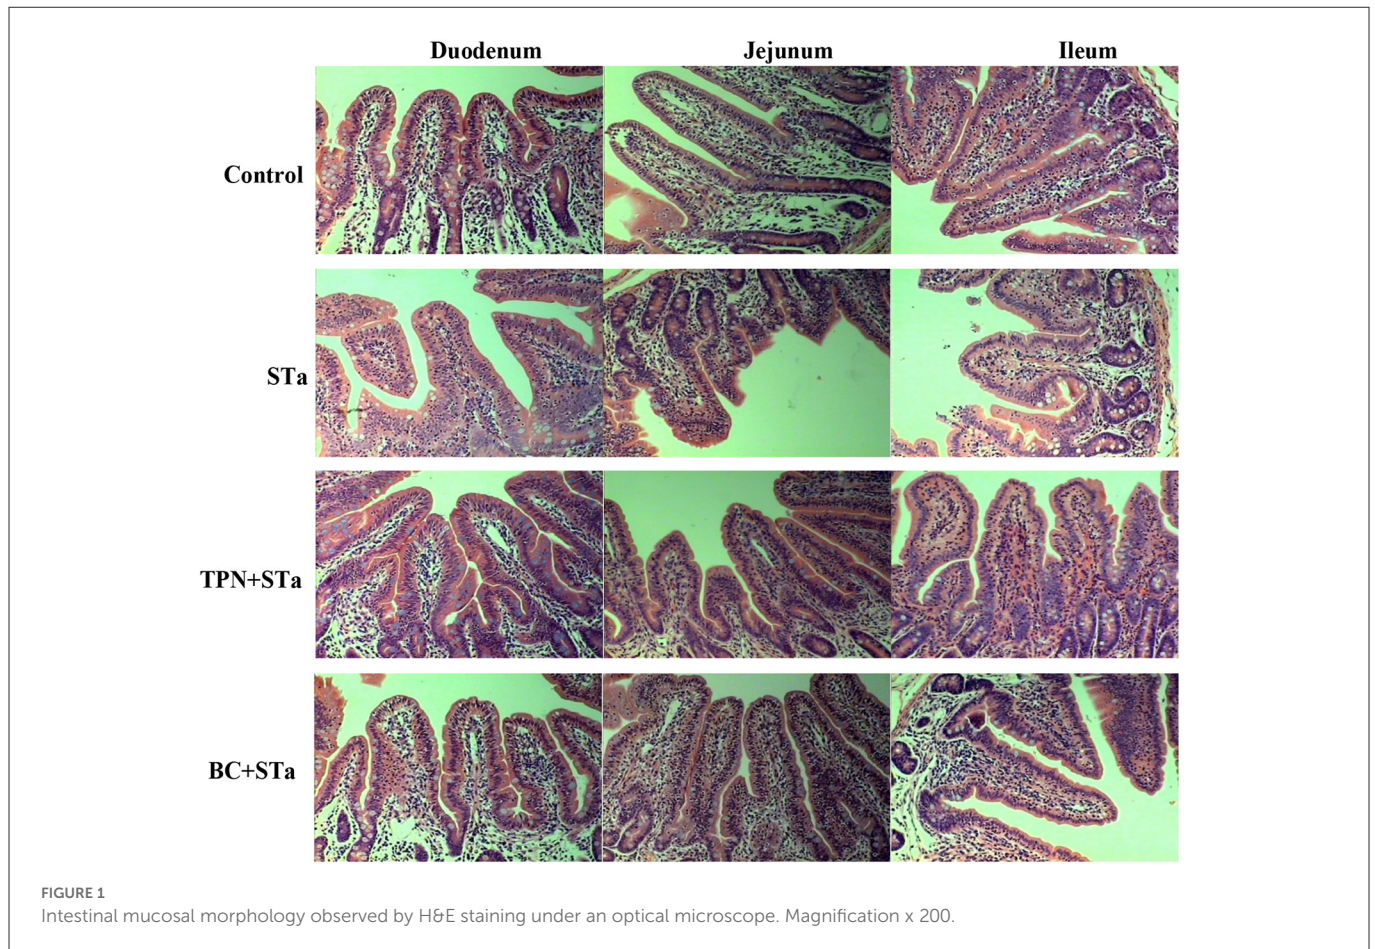 Duodenum Jejunum Ileum
Control
STa
TPN+STa
BC+STa
FIGURE 1
Intestinal mucosal morphology observed by H&E staining under an optical microscope. Magnification x 200.